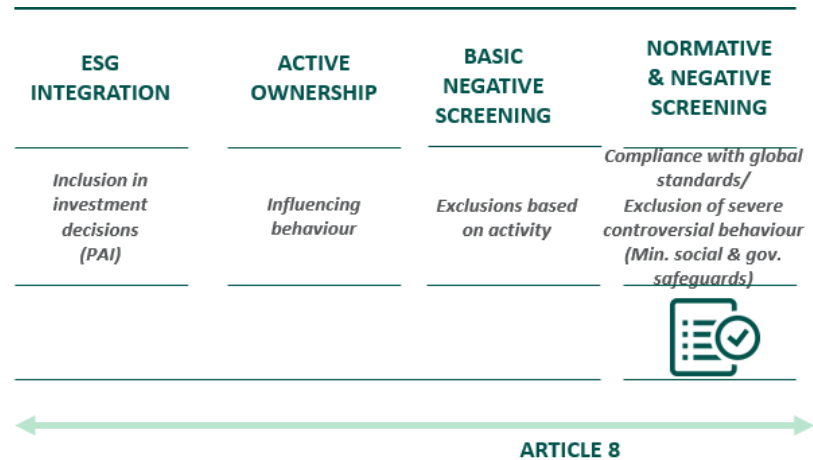 ESG
INTEGRATION
ACTIVE
OWNERSHIP
BASIC
NEGATIVE
SCREENING
NORMATIVE
& NEGATIVE
SCREENING
Inclusion in
investment
decisions
(PAI)
Influencing
behaviour
Exclusions based
on activity
Compliance with global
standards/
Exclusion of severe
controversial behaviour
(Min. social & gov.
safeguards)
ARTICLE 8